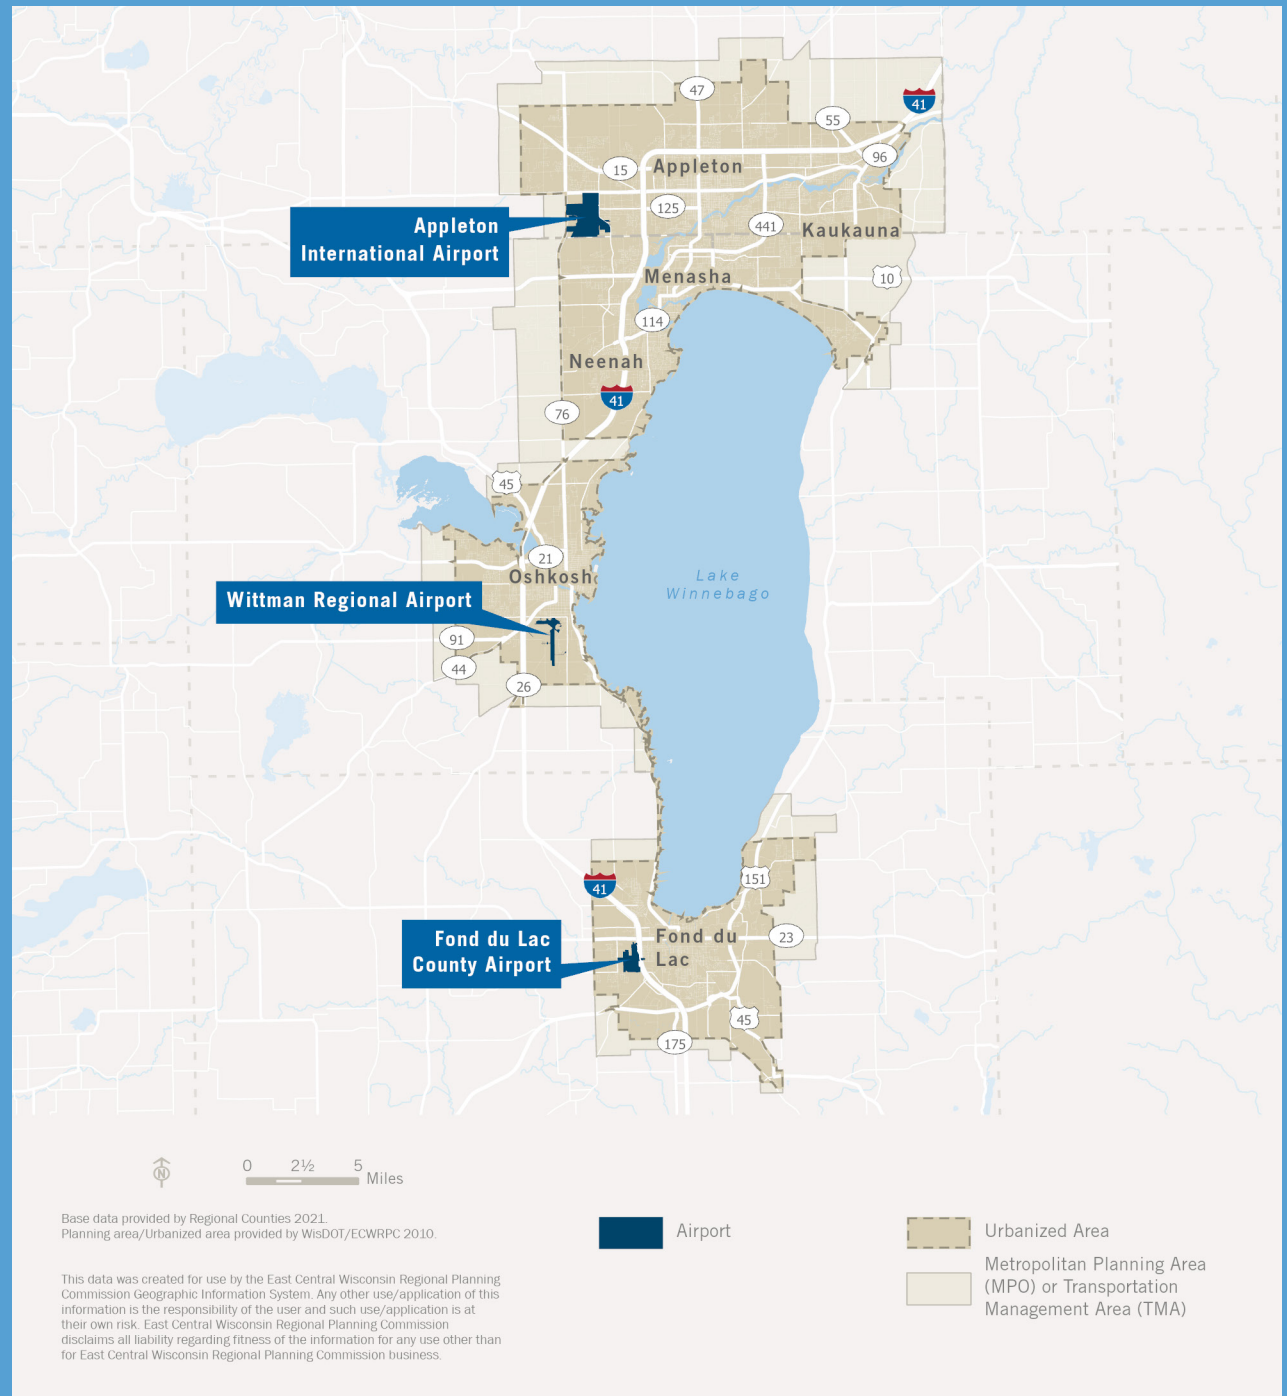 47
41
55
96
15
Appleton
125
441
Kaukauna
Appleton
International Airport
Menasha
10
114
Neenah
41
76
45
21
Oshkosh
Lake
Winnebago
Wittman Regional Airport
91
44
26
41
151
Fond du
Lac
23
Fond du Lac
County Airport
45
175
N
0 2½ 5
Miles
Base data provided by Regional Counties 2021.
Planning area/Urbanized area provided by WisDOT/ECWRPC 2010.
This data was created for use by the East Central Wisconsin Regional Planning
Commission Geographic Information System. Any other use/application of this
information is the responsibility of the user and such use/application is at
their own risk. East Central Wisconsin Regional Planning Commission
disclaims all liability regarding fitness of the information for any use other than
for East Central Wisconsin Regional Planning Commission business.
Airport
Urbanized Area
Metropolitan Planning Area
(MPO) or Transportation
Management Area (TMA)